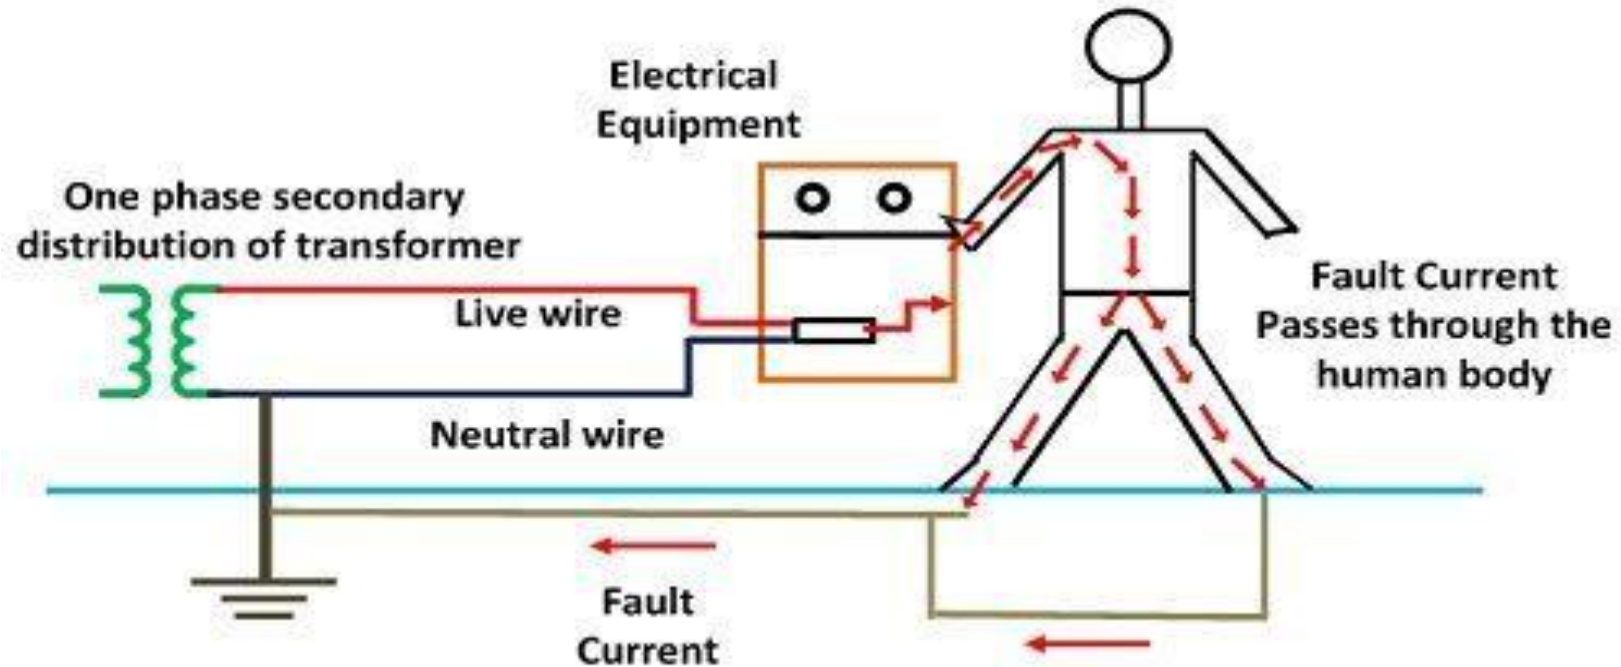 Electrical
Equipment
One phase secondary
distribution of transformer
Live wire
Neutral wire
Fault Current
Passes through the
human body
Fault
Current